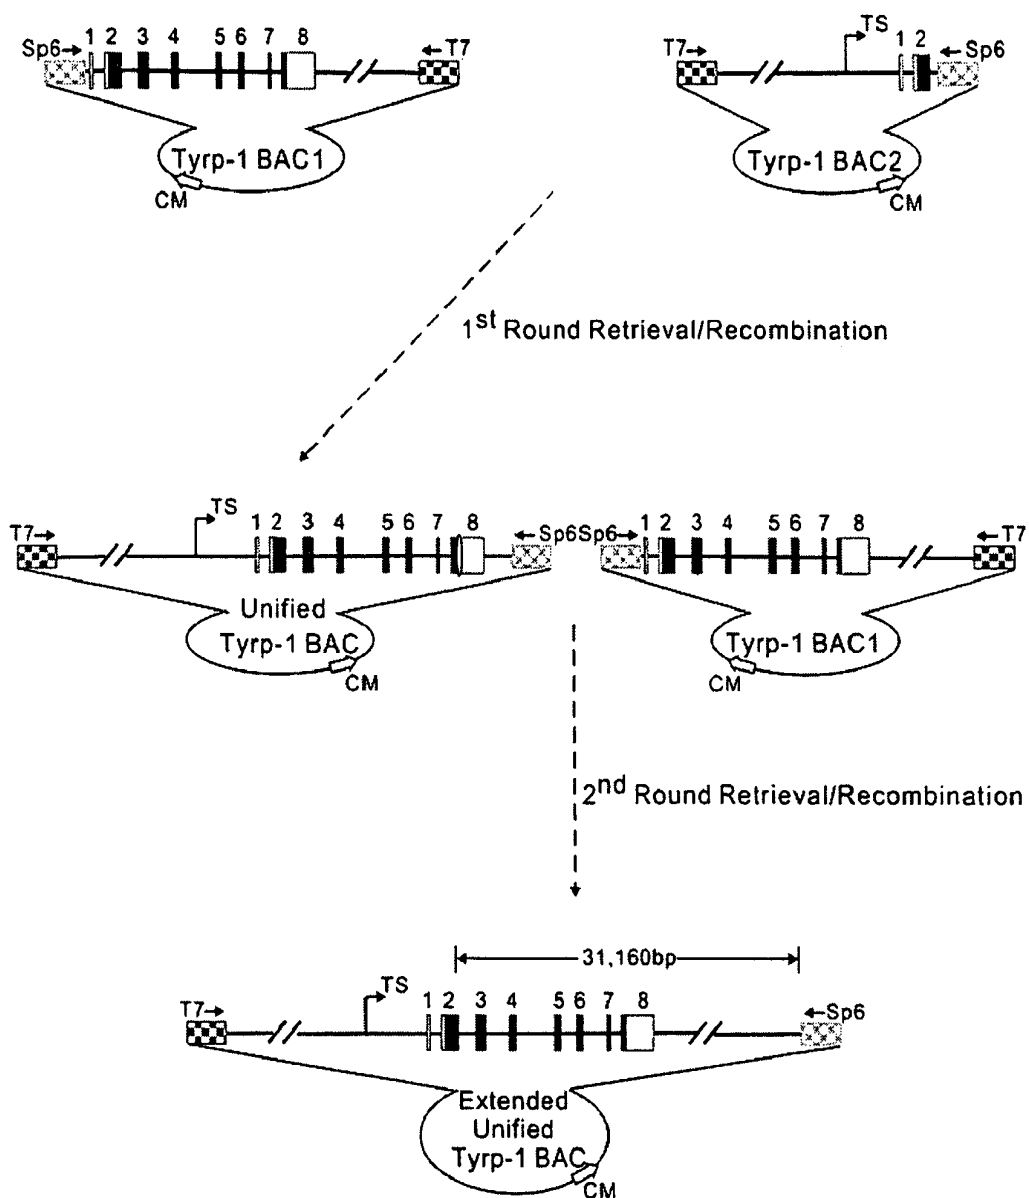 Sp6 1 2 3 4 5 6 7 8 T7
Tyrp-1 BAC1
CM
T7 TS 1 2 Sp6
Tyrp-1 BAC2
CM
1st Round Retrieval/Recombination
T7 TS 1 2 3 4 5 6 7 8 Sp6
Unified
Tyrp-1 BAC
CM
Sp6 1 2 3 4 5 6 7 8 T7
Tyrp-1 BAC1
CM
2nd Round Retrieval/Recombination
31,160bp
T7 TS 1 2 3 4 5 6 7 8 Sp6
Extended
Unified
Tyrp-1 BAC
CM